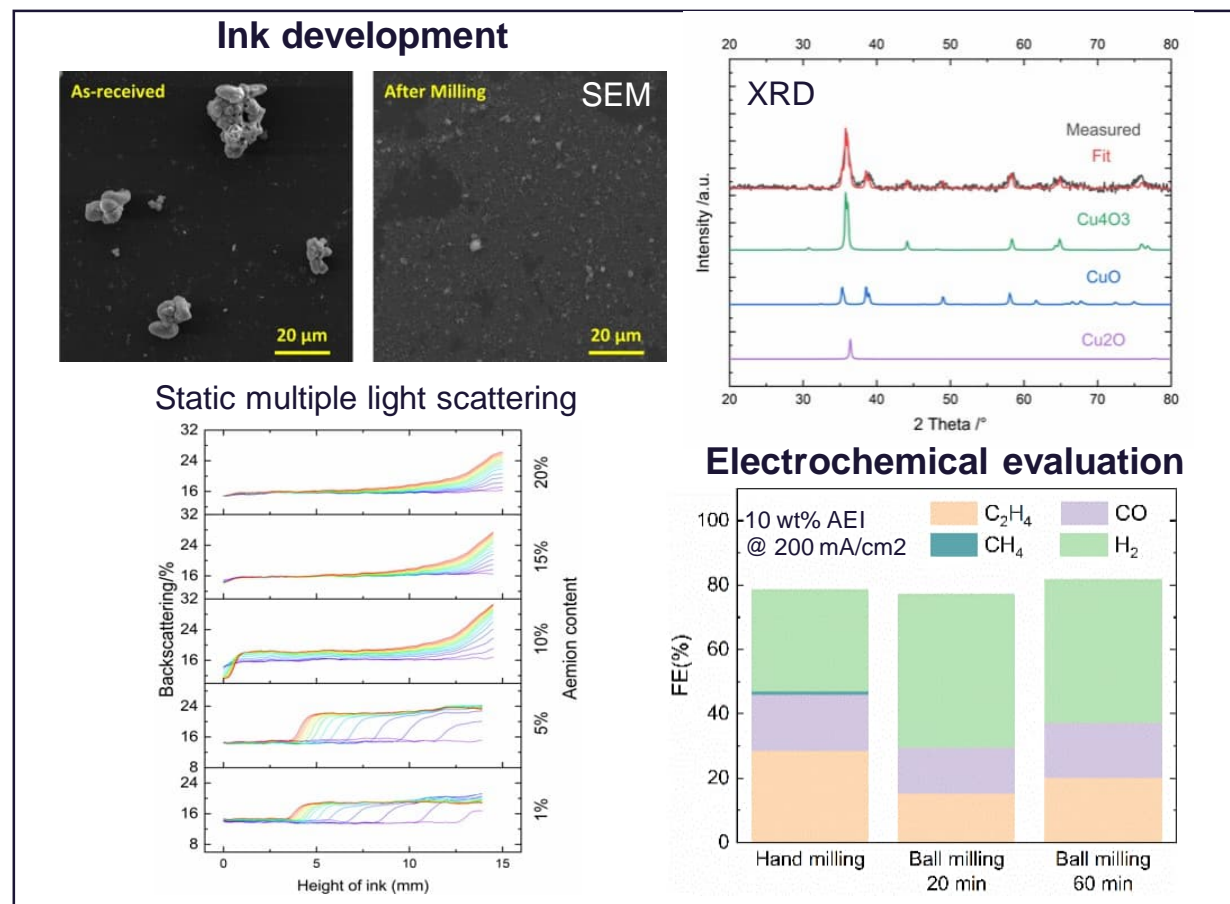 Ink development
As-received
20 µm
After Milling
SEM
20 µm
20 30 40 50 60 70 80
XRD
Measured
Fit
Cu4O3
CuO
Cu2O
Intensity /a.u.
20 30 40 50 60 70 80
2 Theta /°
Static multiple light scattering
Backscattering/%
32
24
16
32
24
16
32
24
16
24
16
8
24
16
8
20%
15%
10%
5%
1%
Aemion content
0 5 10 15
Height of ink (mm)
Electrochemical evaluation
10 wt% AEI
@ 200 mA/cm2
C₂H₄
CO
CH₄
H₂
FE(%)
100
80
60
40
20
0
Hand milling
Ball milling
20 min
Ball milling
60 min